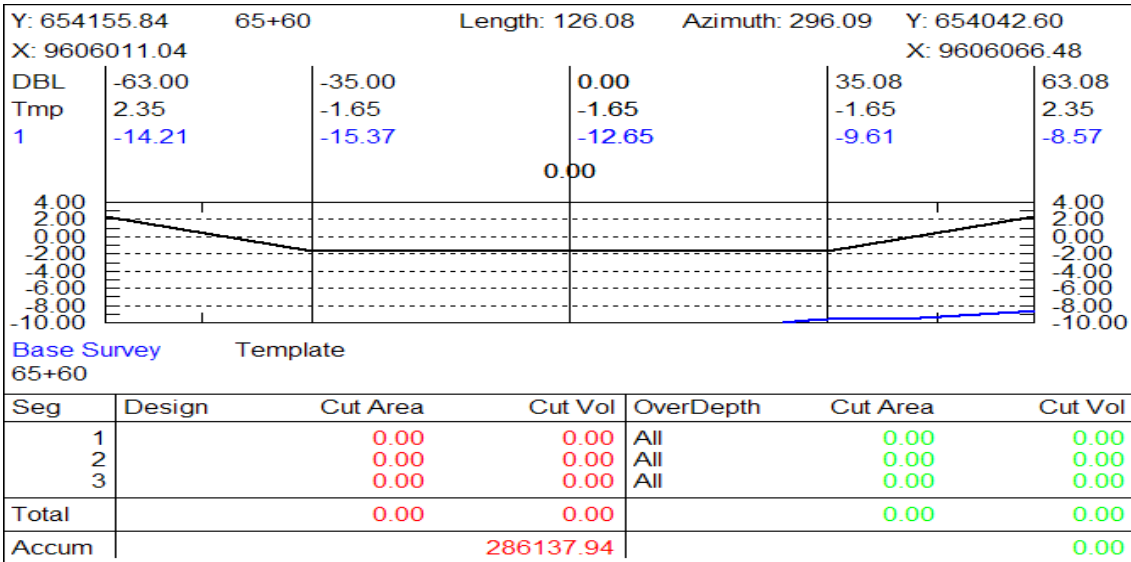 Y: 654155.84 65+60 Length: 126.08 Azimuth: 296.09 Y: 654042.60
X: 9606011.04 X: 9606066.48
DBL -63.00 -35.00 0.00 35.08 63.08
Tmp 2.35 -1.65 -1.65 -1.65 2.35
1 -14.21 -15.37 -12.65 -9.61 -8.57
0.00
4.00 4.00
2.00 2.00
0.00 0.00
-2.00 -2.00
-4.00 -4.00
-6.00 -6.00
-8.00 -8.00
-10.00 -10.00
Base Survey Template
65+60
Seg Design Cut Area Cut Vol OverDepth Cut Area Cut Vol
1 0.00 0.00 All 0.00 0.00
2 0.00 0.00 All 0.00 0.00
3 0.00 0.00 All 0.00 0.00
Total 0.00 0.00 0.00 0.00
Accum 286137.94 0.00